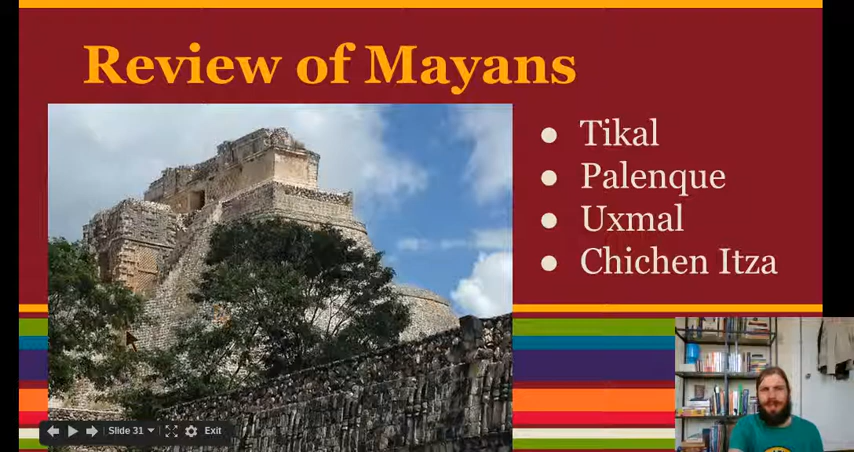 Review of Mayans
● Tikal
● Palenque
● Uxmal
● Chichen Itza
Slide 31
Exit